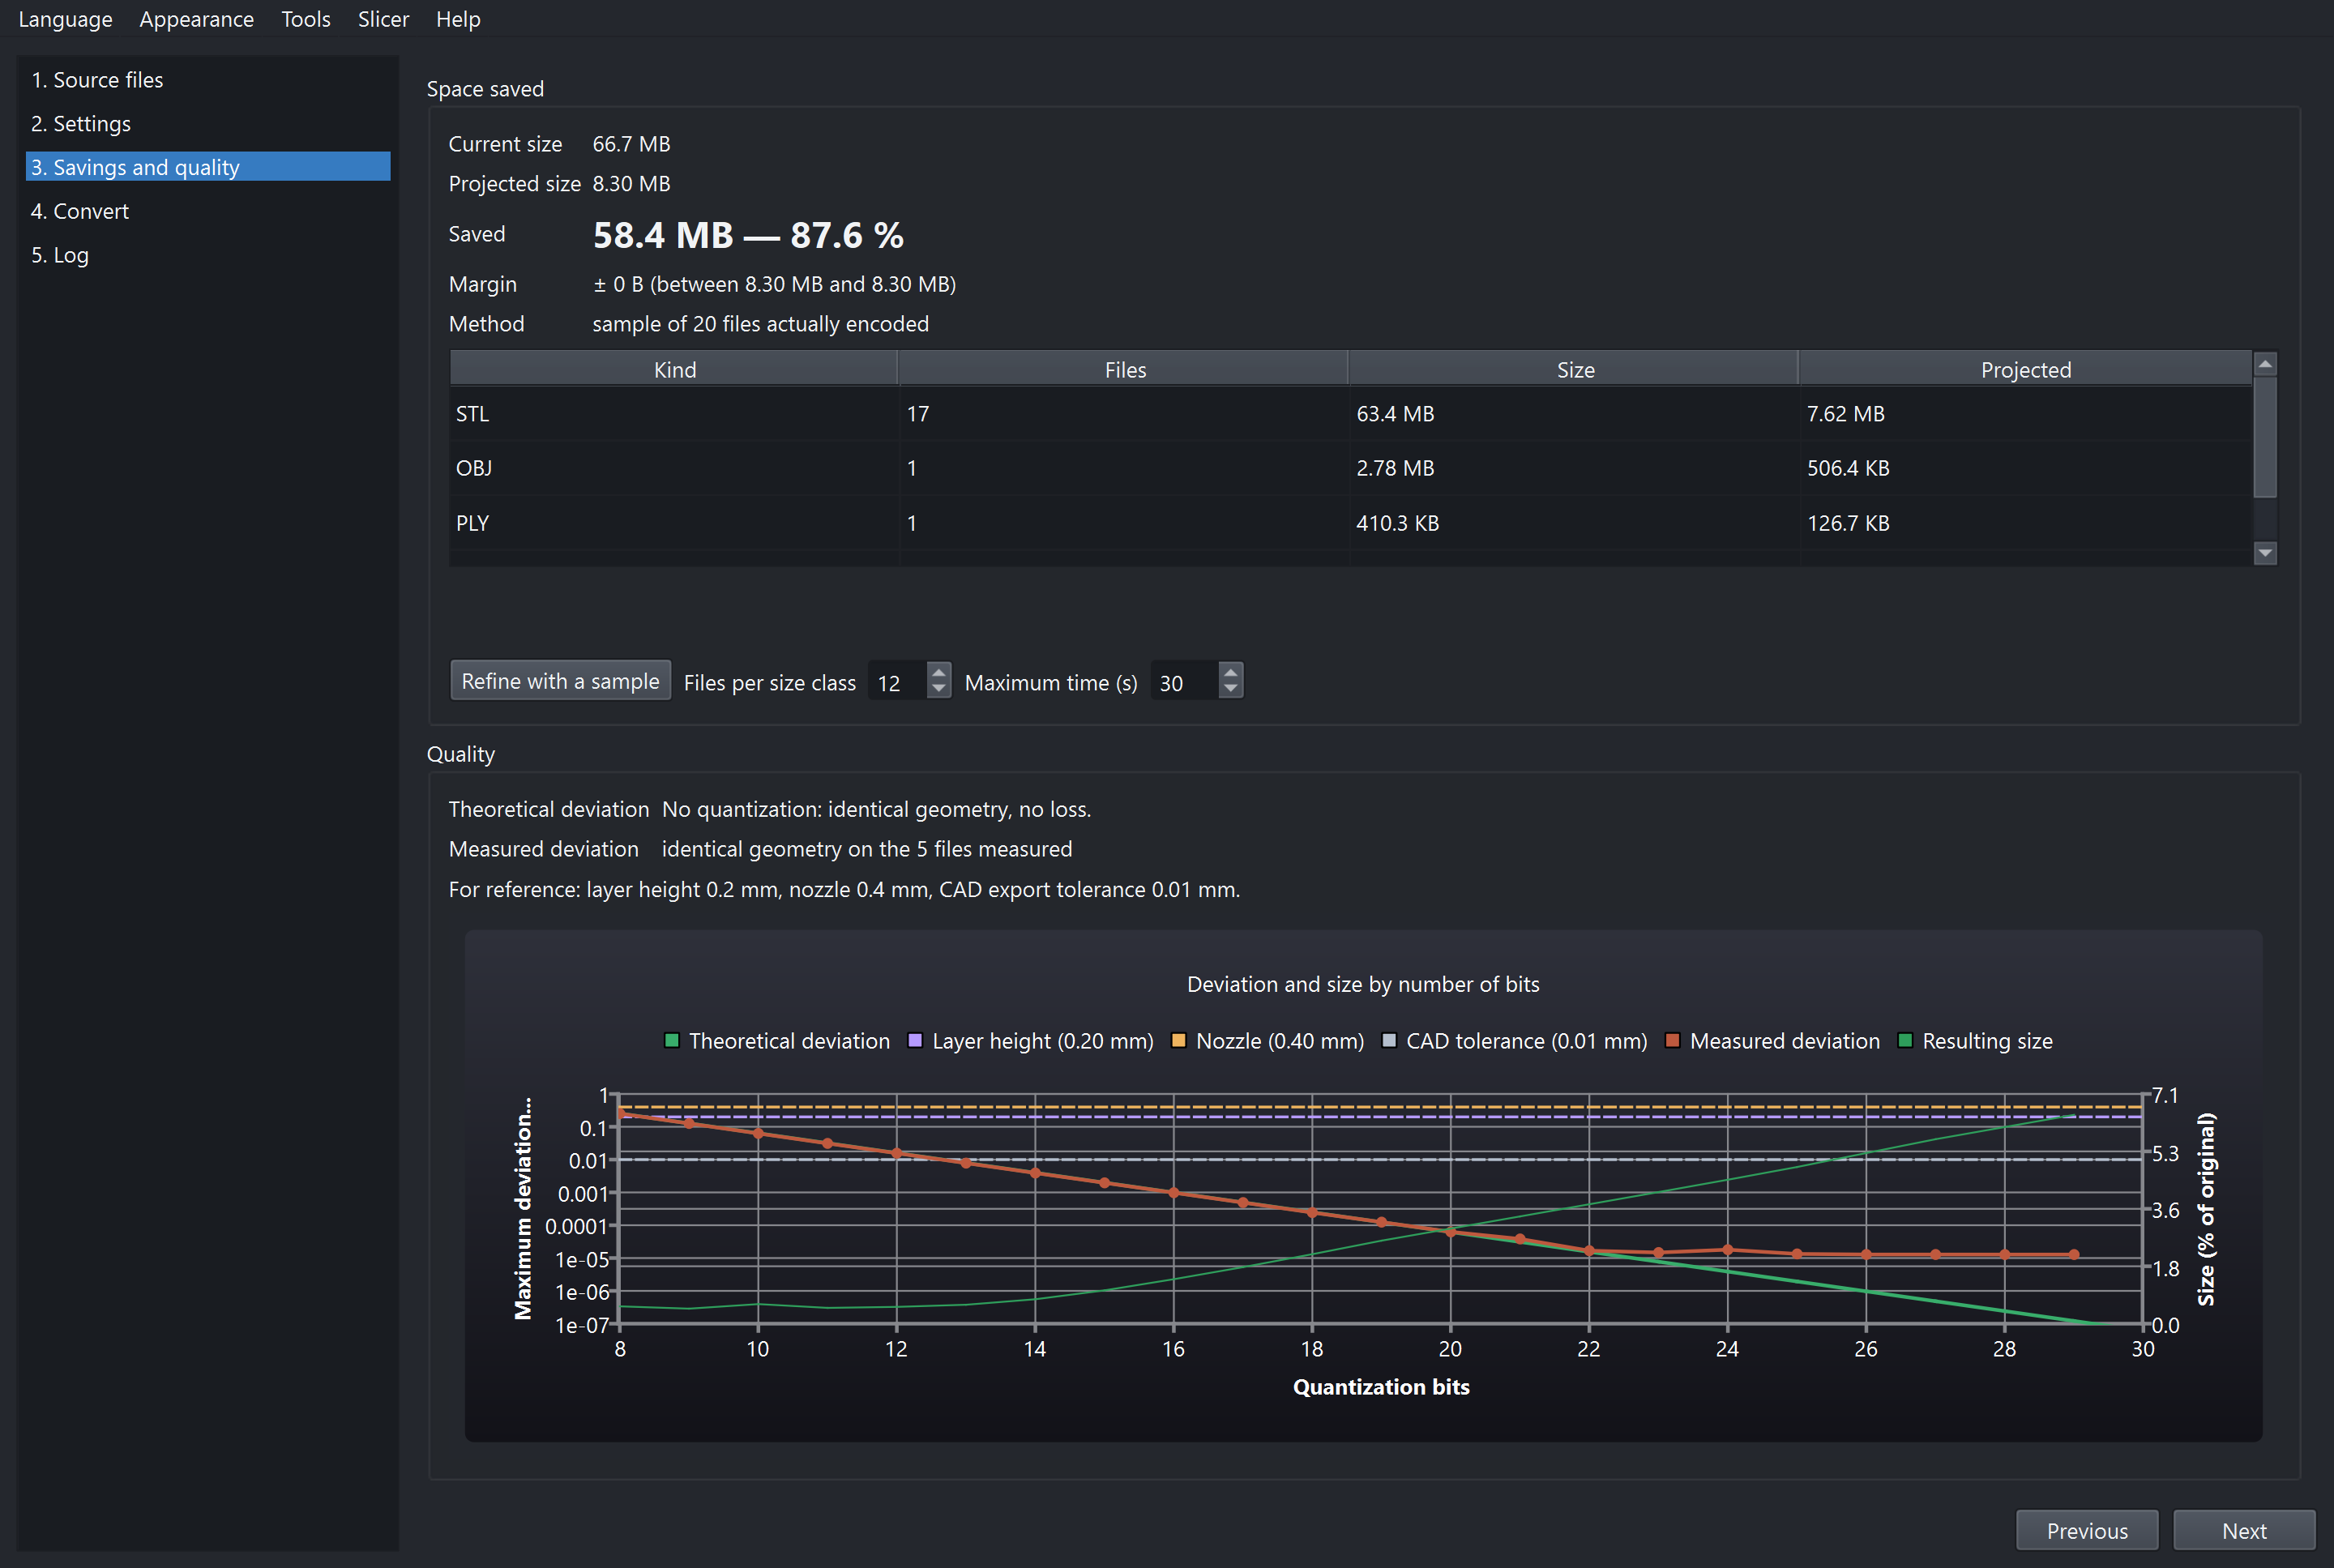 Language Appearance Tools Slicer Help
1. Source files
2. Settings
3. Savings and quality
4. Convert
5. Log
Space saved
Current size 66.7 MB
Projected size 8.30 MB
Saved 58.4 MB — 87.6 %
Margin ± 0 B (between 8.30 MB and 8.30 MB)
Method sample of 20 files actually encoded
Kind Files Size Projected
STL 17 63.4 MB 7.62 MB
OBJ 1 2.78 MB 506.4 KB
PLY 1 410.3 KB 126.7 KB
Refine with a sample Files per size class 12 Maximum time (s) 30
Quality
Theoretical deviation No quantization: identical geometry, no loss.
Measured deviation identical geometry on the 5 files measured
For reference: layer height 0.2 mm, nozzle 0.4 mm, CAD export tolerance 0.01 mm.
Deviation and size by number of bits
Theoretical deviation Layer height (0.20 mm) Nozzle (0.40 mm) CAD tolerance (0.01 mm) Measured deviation Resulting size
Maximum deviation...
1
0.1
0.01
0.001
0.0001
1e-05
1e-06
1e-07
7.1
5.3
3.6
1.8
0.0
Size (% of original)
8 10 12 14 16 18 20 22 24 26 28 30
Quantization bits
Previous Next